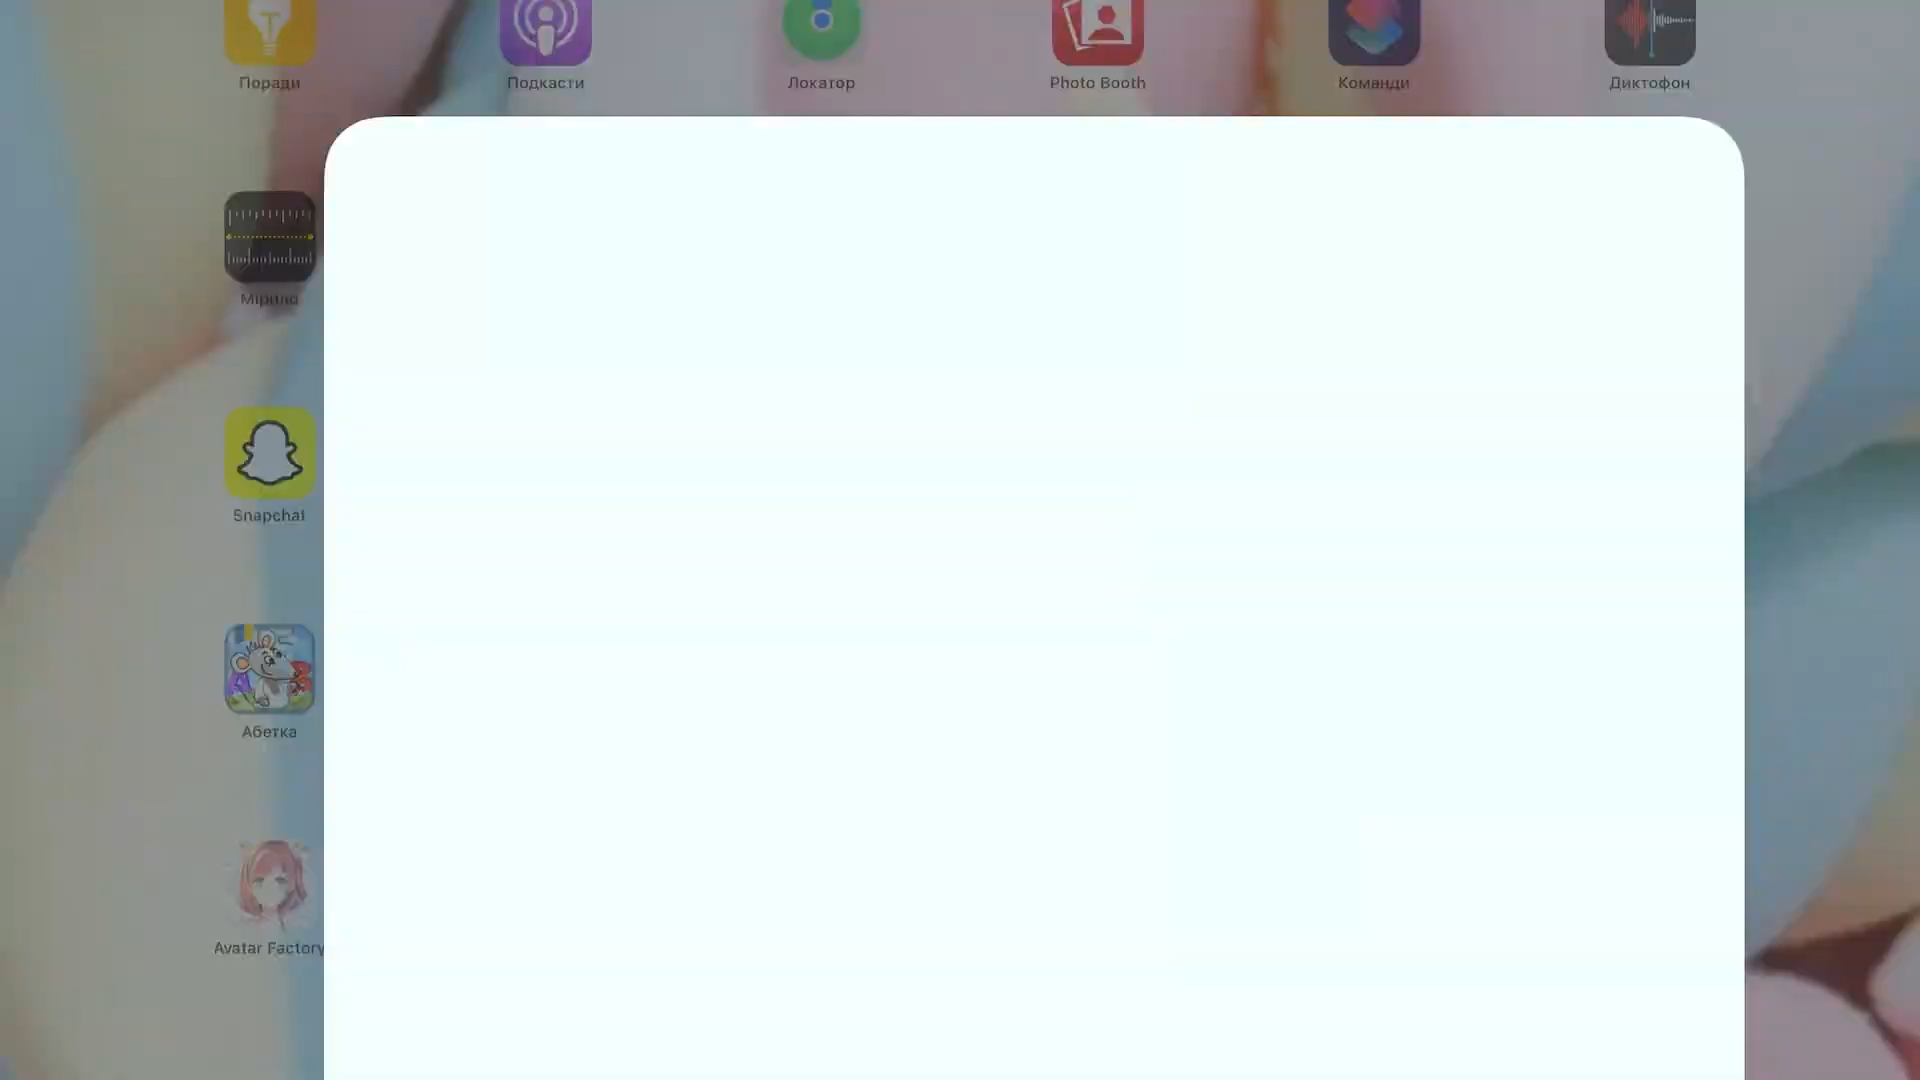 Поради
Подкасти
Локатор
Photo Booth
Команди
Диктофон
Мірило
Snapchat
Абетка
Avatar Factory